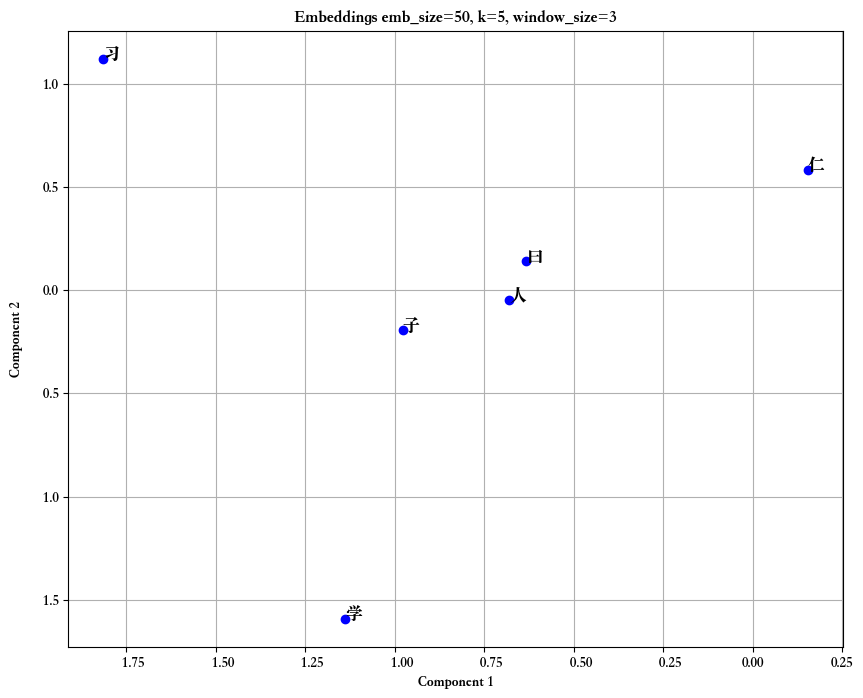 Embeddings emb_size=50, k=5, window_size=3
习
1.0
仁
0.5
曰
0.0
人
子
0.5
1.0
1.5
学
1.75
1.50
1.25
1.00
0.75
0.50
0.25
0.00
0.25
Component 1
Component 2